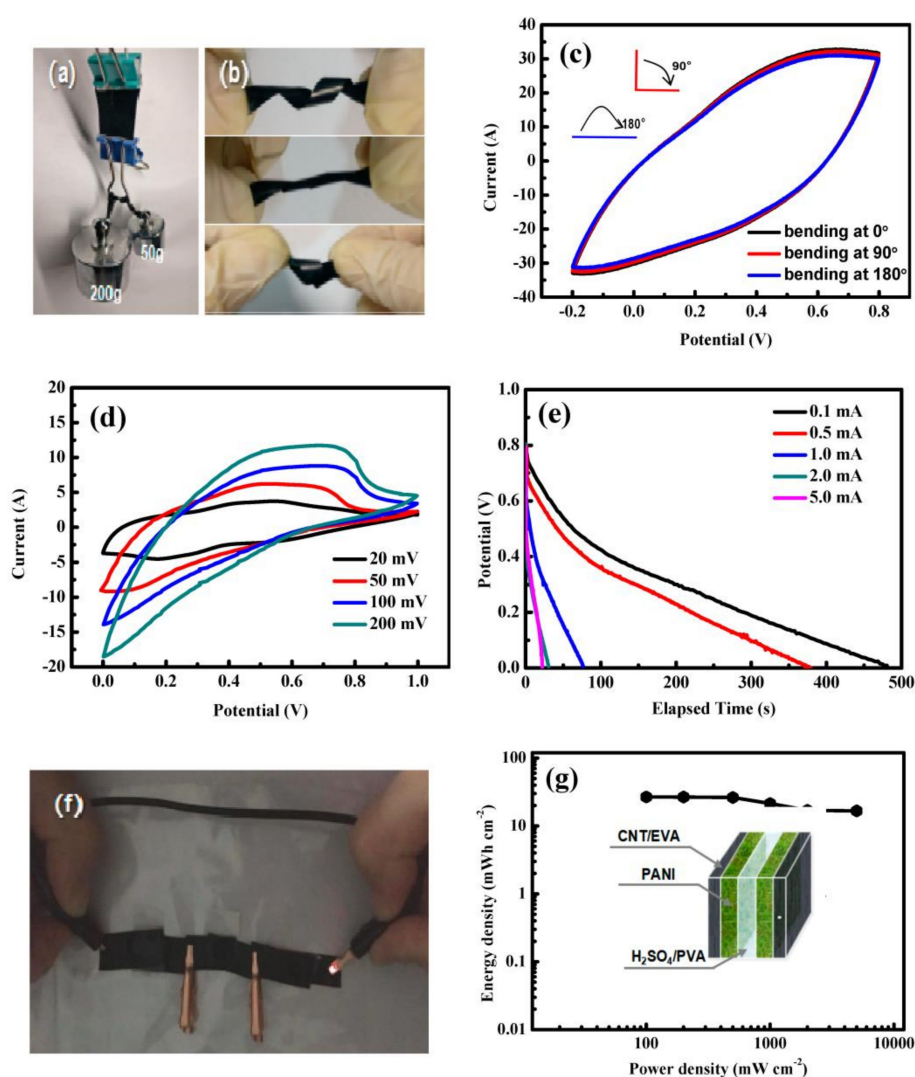 (a)
200g
50g
(b)
(c)
90°
180°
bending at 0°
bending at 90°
bending at 180°
Current (A)
40
30
20
10
0
-10
-20
-30
-40
-0.2
0.0
0.2
0.4
0.6
0.8
Potential (V)
(d)
Current (A)
20
15
10
5
0
-5
-10
-15
-20
20 mV
50 mV
100 mV
200 mV
0.0
0.2
0.4
0.6
0.8
1.0
Potential (V)
(e)
Potential (V)
1.0
0.8
0.6
0.4
0.2
0.0
0.1 mA
0.5 mA
1.0 mA
2.0 mA
5.0 mA
0
100
200
300
400
500
Elapsed Time (s)
(f)
(g)
Energy density (mWh cm⁻²)
100
10
1
0.1
0.01
CNT/EVA
PANI
H₂SO₄/PVA
100
1000
10000
Power density (mW cm⁻²)